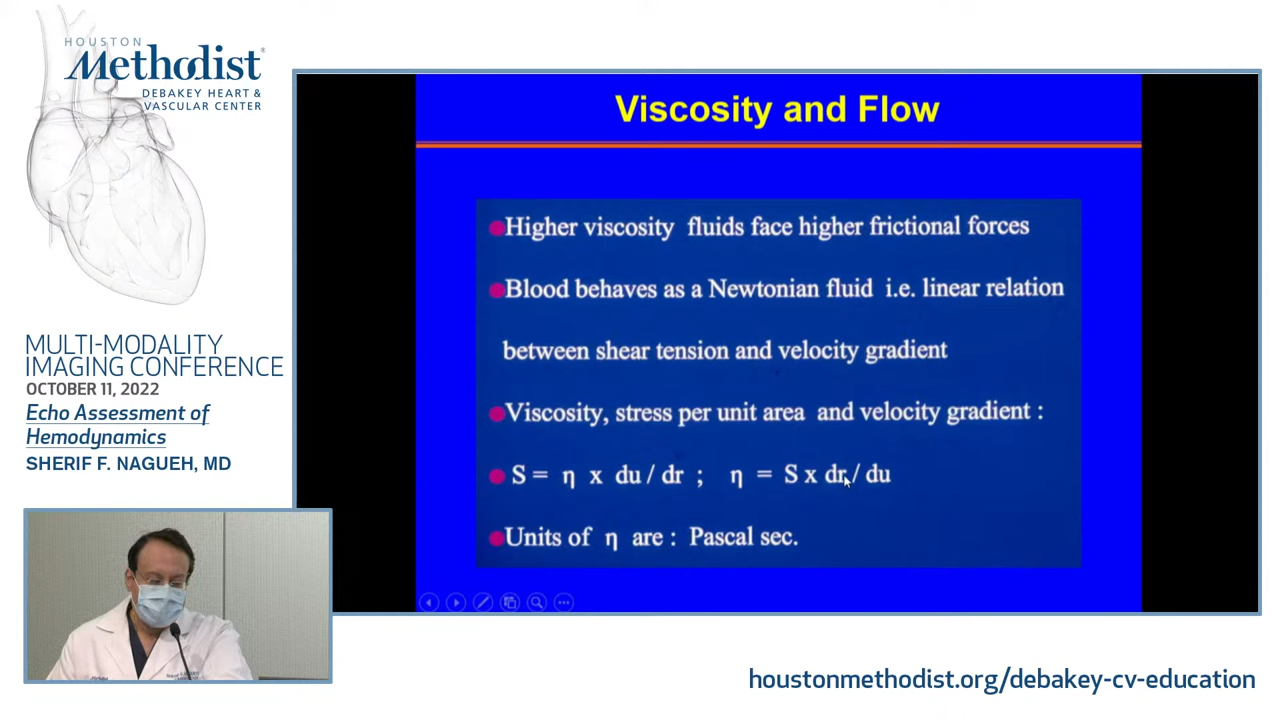 HOUSTON
Methodist®
DEBAKEY HEART &
VASCULAR CENTER
MULTI-MODALITY
IMAGING CONFERENCE
OCTOBER 11, 2022
Echo Assessment of
Hemodynamics
SHERIF F. NAGUEH, MD
Viscosity and Flow
Higher viscosity fluids face higher frictional forces
Blood behaves as a Newtonian fluid i.e. linear relation
between shear tension and velocity gradient
Viscosity, stress per unit area and velocity gradient :
S = η x du / dr ; η = S x dr / du
Units of η are : Pascal sec.
houstonmethodist.org/debakey-cv-education